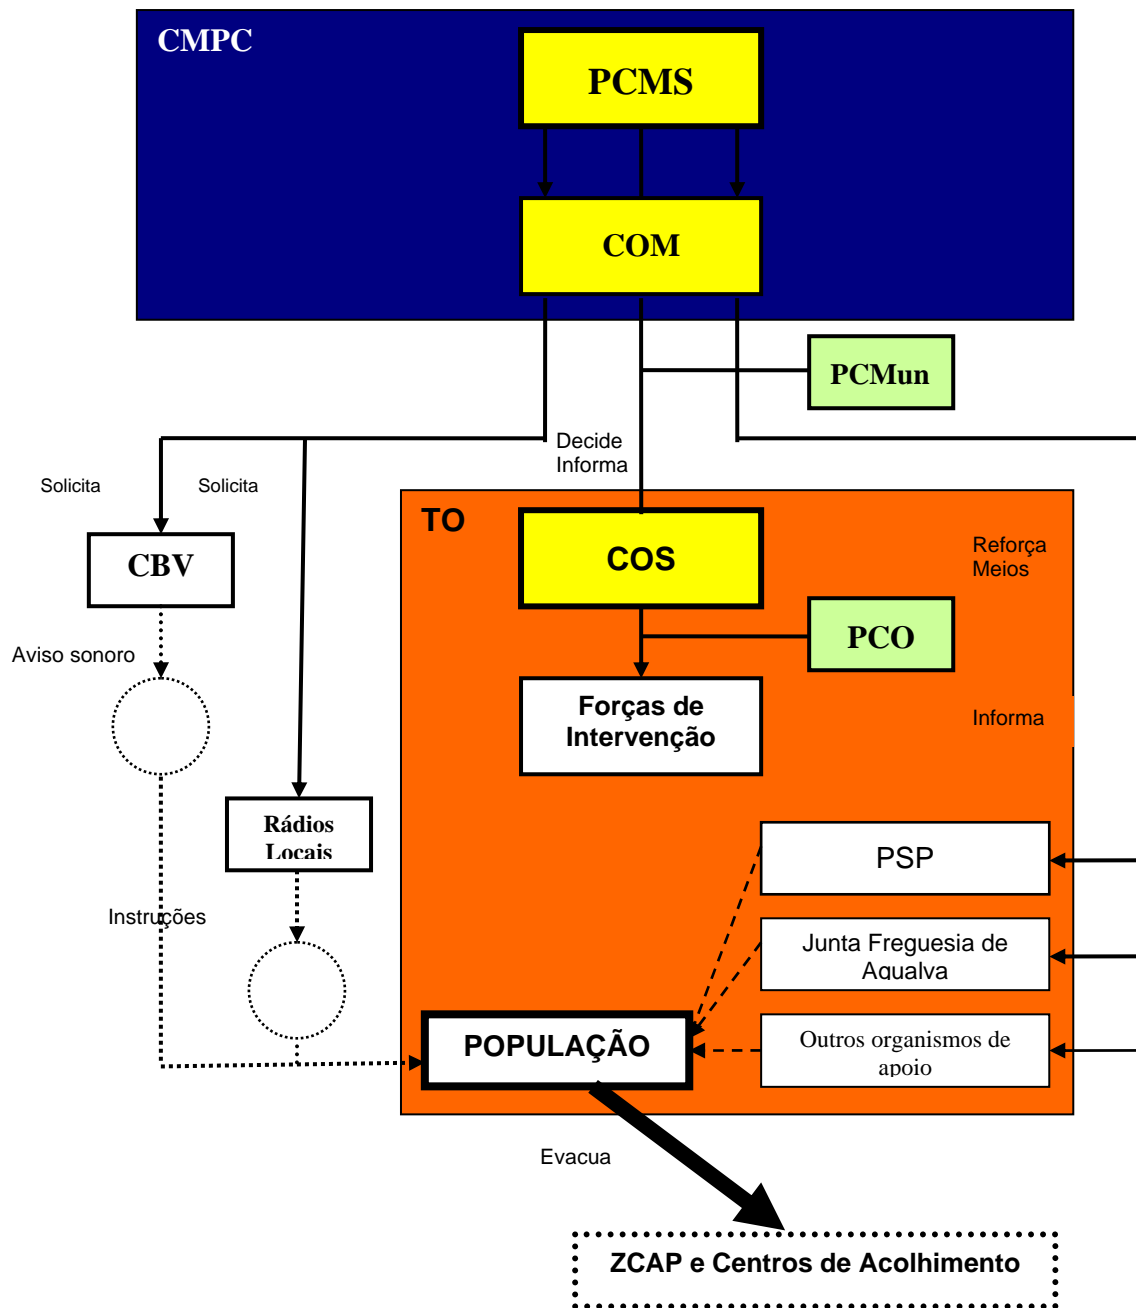 CMPC
PCMS
COM
PCMun
Decide
Informa
Solicita
Solicita
TO
COS
CBV
Reforça
Meios
PCO
Aviso sonoro
Forças de
Intervenção
Informa
Rádios
Locais
PSP
Instruções
Junta Freguesia de
Agualva
POPULAÇÃO
Outros organismos de
apoio
Evacua
ZCAP e Centros de Acolhimento